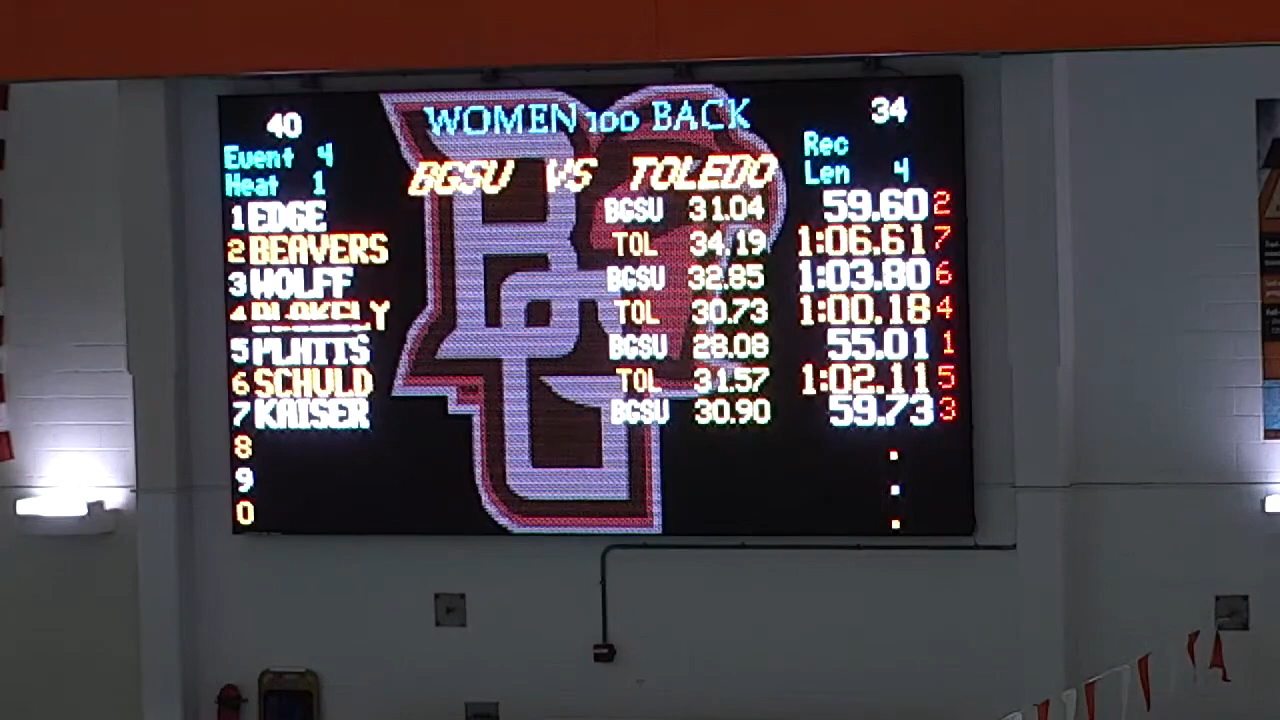 40 WOMEN 100 BACK 34
Event 4 Rec
Heat 1 BGSU VS TOLEDO Len 4
1 EDGE BGSU 31.04 59.60 2
2 BEAVERS TOL 34.19 1:06.61 7
3 WOLFF BGSU 32.85 1:03.80 6
4 BLAKELY TOL 30.73 1:00.18 4
5 BGSU 28.08 55.01 1
6 SCHULD TOL 31.57 1:02.11 5
7 KAISER BGSU 30.90 59.73 3
8 .
9 .
0 .